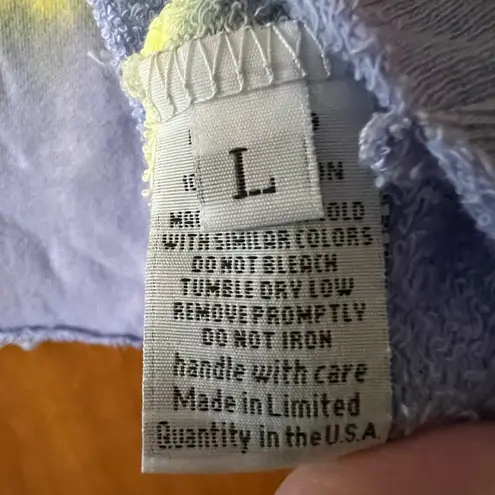 L
WITH SIMILAR COLORS
DO NOT BLEACH
TUMBLE DRY LOW
REMOVE PROMPTLY
DO NOT IRON
handle with care
Made in Limited
Quantity in the U.S.A.